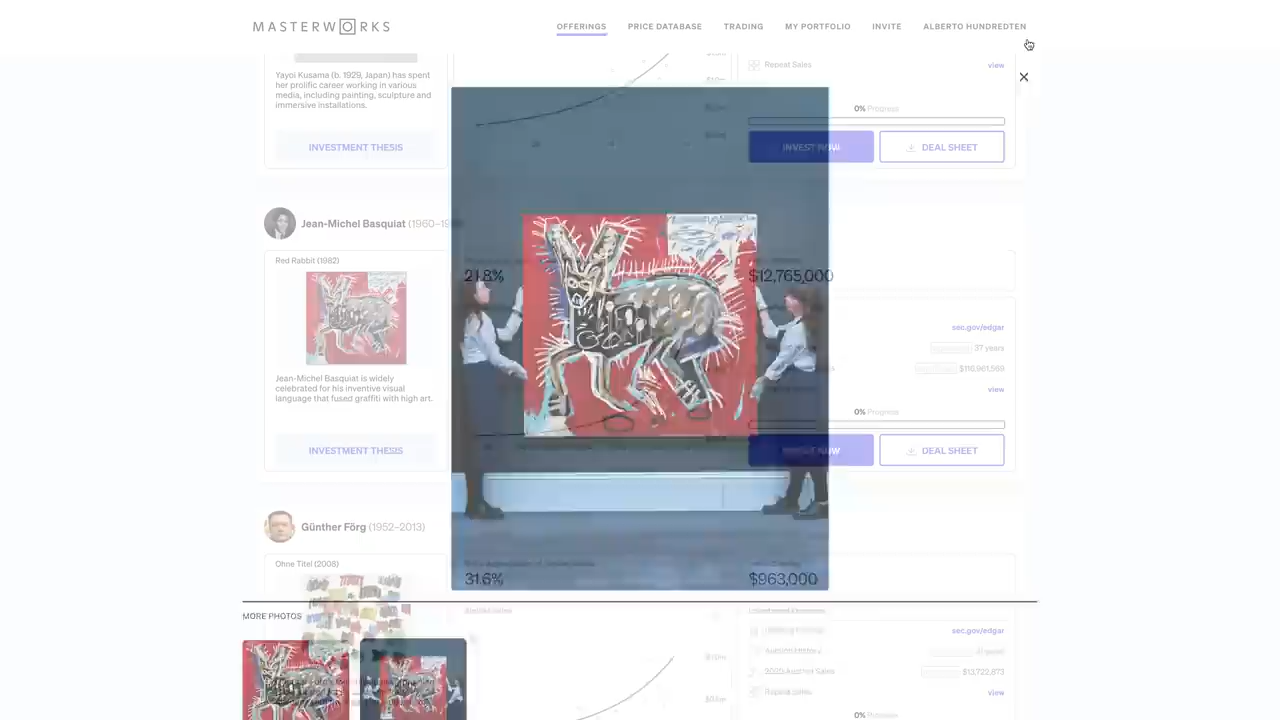 MASTERWORKS
OFFERINGS
PRICE DATABASE
TRADING
MY PORTFOLIO
INVITE
ALBERTO HUNDREDTEN
Yayoi Kusama (b. 1929, Japan) has spent
her prolific career working in various
media, including painting, sculpture and
immersive installations.
INVESTMENT THESIS
Repeat Sales
view
0% Progress
INVEST NOW
DEAL SHEET
Jean-Michel Basquiat
Red Rabbit (1982)
Jean-Michel Basquiat is widely
celebrated for his inventive visual
language that fused graffiti with high art.
INVESTMENT THESIS
21.8%
$12,765,000
sec.gov/edgar
37 years
$116,961,569
view
0% Progress
DEAL SHEET
Günther Förg (1952–2013)
Ohne Titel (2008)
31.6%
$963,000
MORE PHOTOS
sec.gov/edgar
$13,722,873
Repeat Sales
view
0% Progress